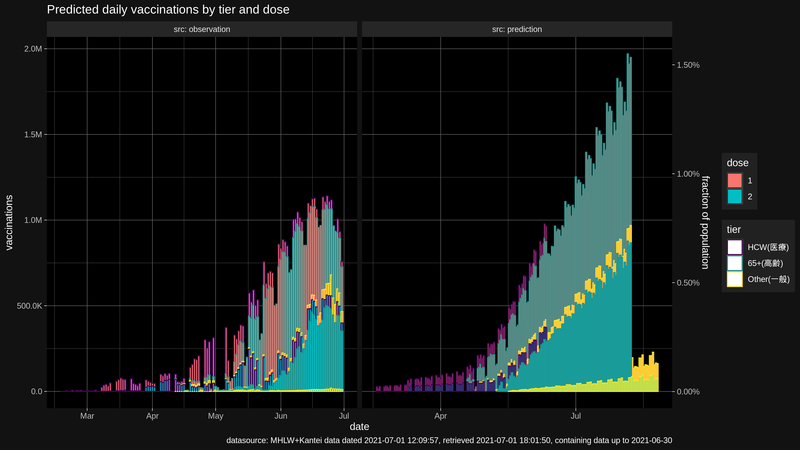 Predicted daily vaccinations by tier and dose
src: observation
src: prediction
2.0M
1.5M
1.0M
500.0K
0.0
vaccinations
1.50%
1.00%
0.50%
0.00%
fraction of population
Mar
Apr
May
Jun
Jul
Apr
Jul
date
dose
1
2
tier
HCW(医療)
65+(高齢)
Other(一般)
datasource: MHLW+Kantei data dated 2021-07-01 12:09:57, retrieved 2021-07-01 18:01:50, containing data up to 2021-06-30